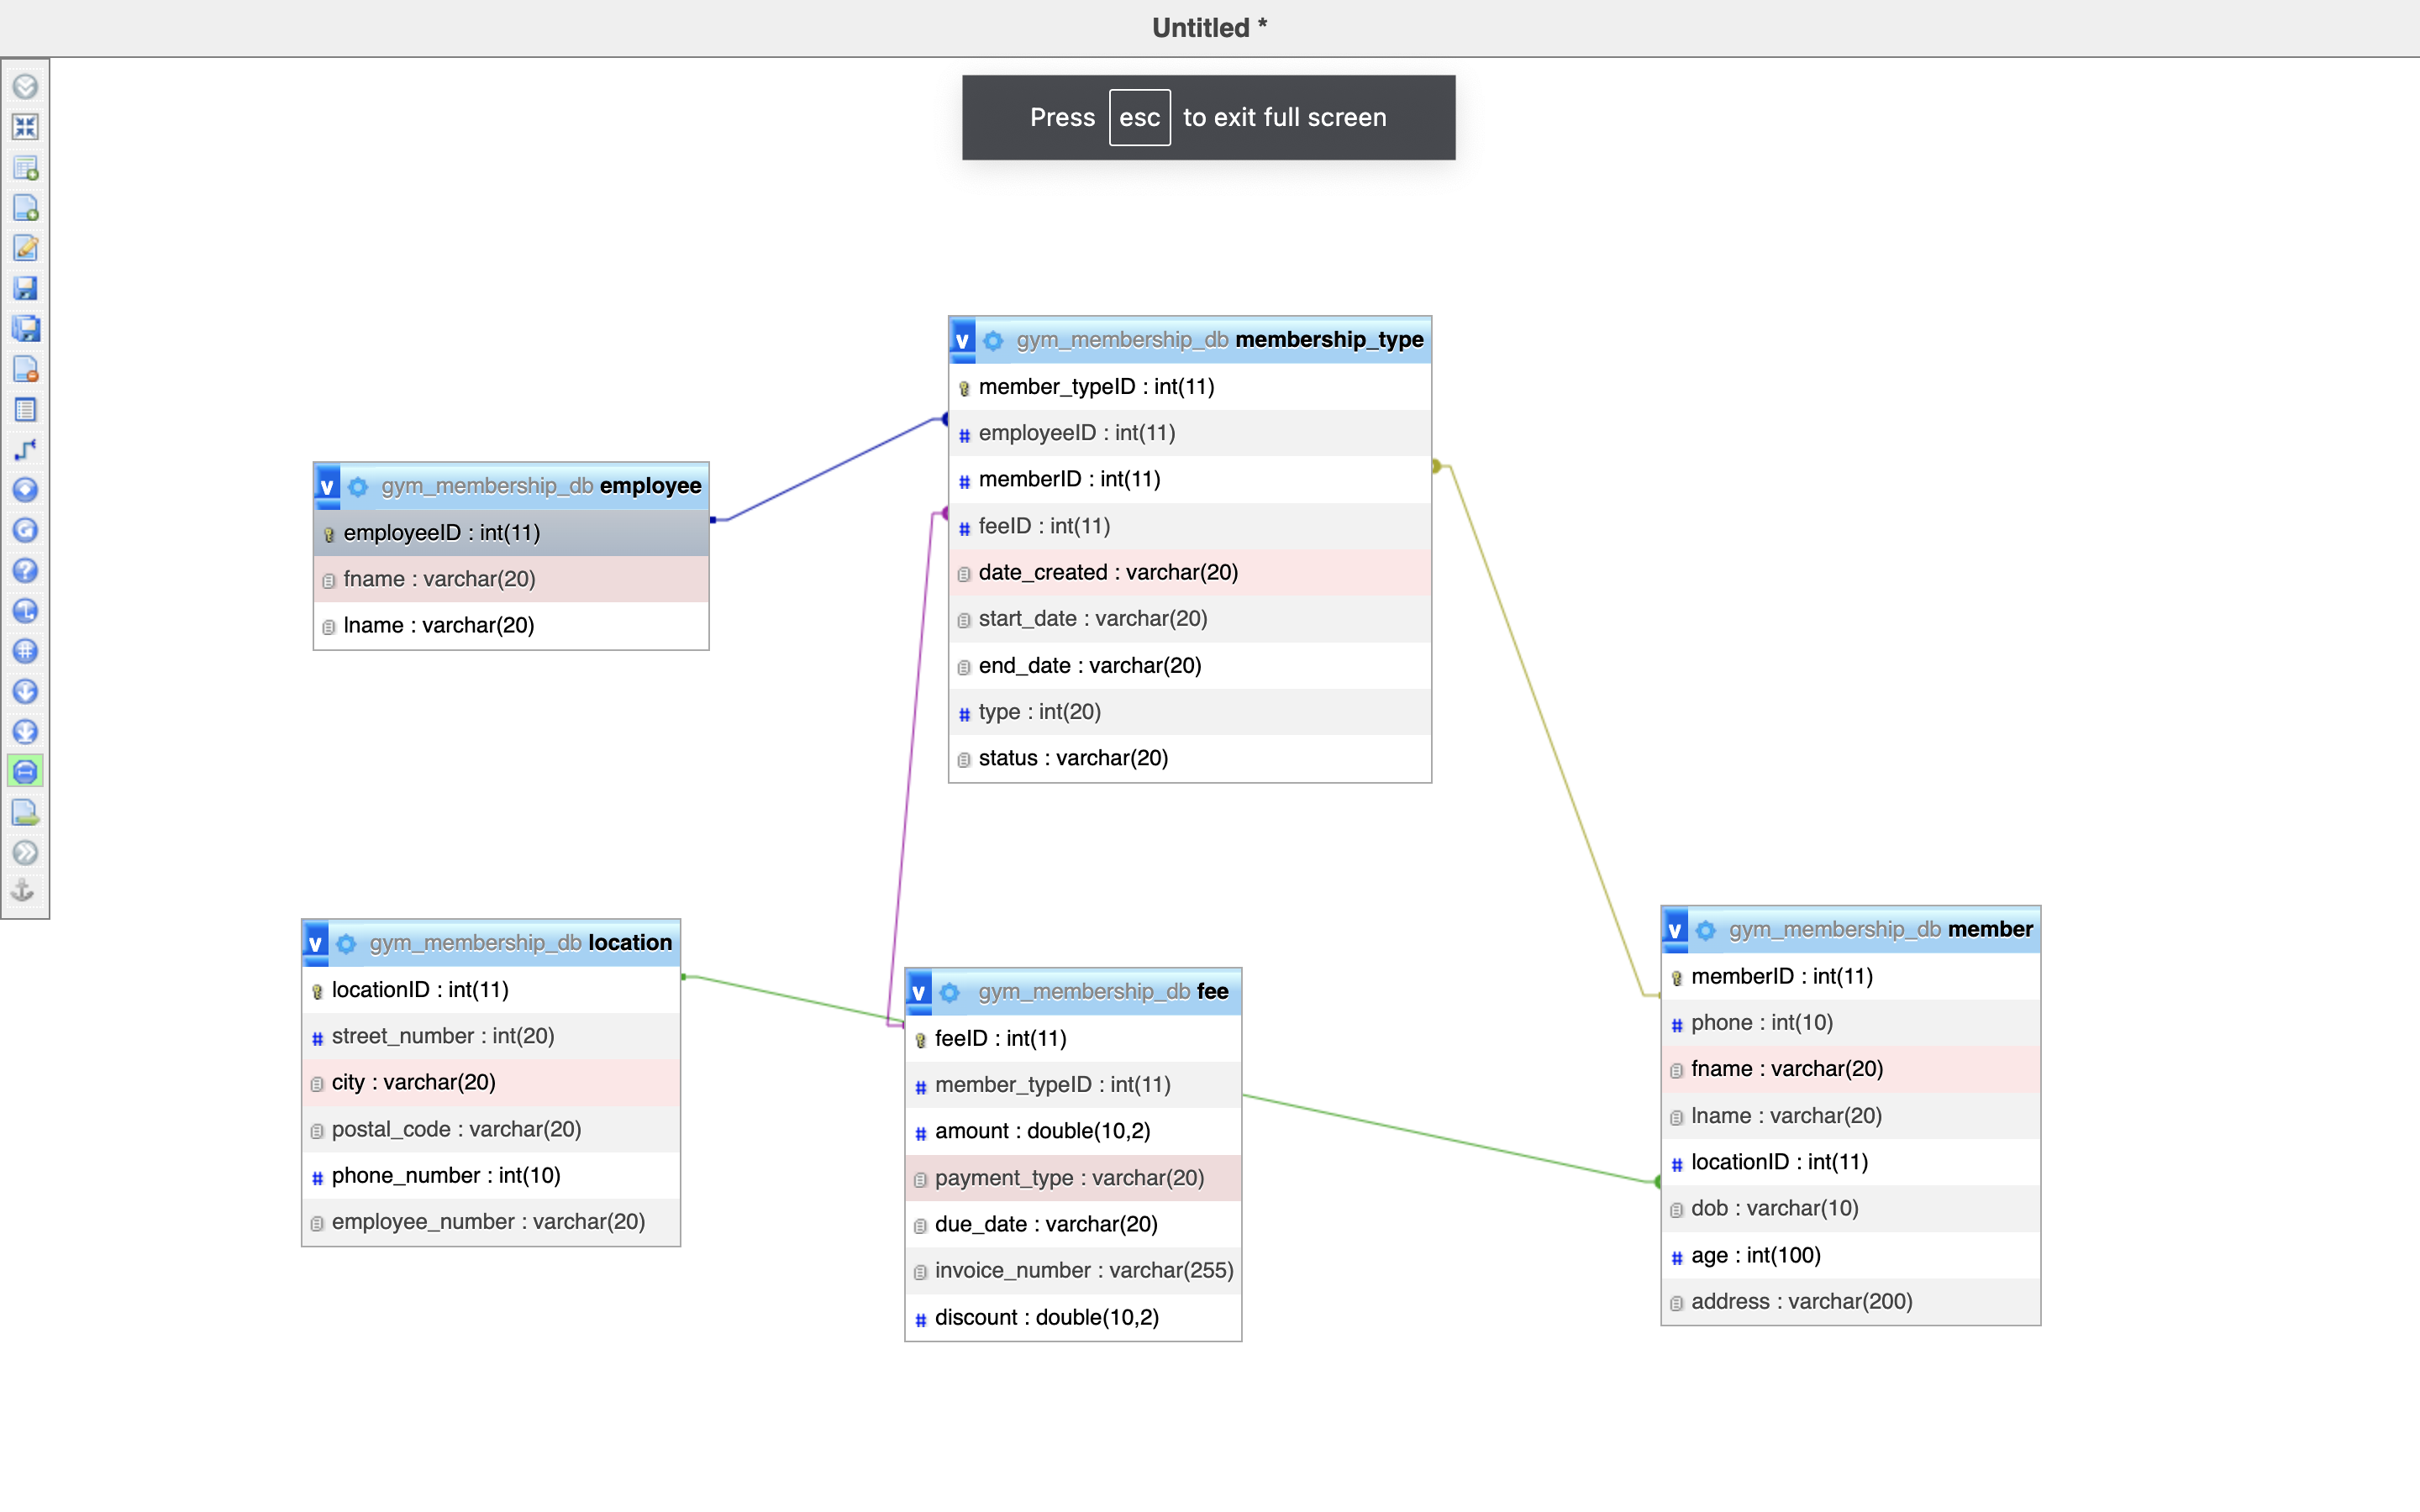 Untitled *
Press esc to exit full screen
v gym_membership_db membership_type
member_typeID : int(11)
# employeeID : int(11)
# memberID : int(11)
# feeID : int(11)
date_created : varchar(20)
start_date : varchar(20)
end_date : varchar(20)
# type : int(20)
status : varchar(20)
v gym_membership_db employee
employeeID : int(11)
fname : varchar(20)
lname : varchar(20)
v gym_membership_db location
locationID : int(11)
# street_number : int(20)
city : varchar(20)
postal_code : varchar(20)
# phone_number : int(10)
employee_number : varchar(20)
v gym_membership_db fee
feeID : int(11)
# member_typeID : int(11)
# amount : double(10,2)
payment_type : varchar(20)
due_date : varchar(20)
invoice_number : varchar(255)
# discount : double(10,2)
v gym_membership_db member
memberID : int(11)
# phone : int(10)
fname : varchar(20)
lname : varchar(20)
# locationID : int(11)
dob : varchar(10)
# age : int(100)
address : varchar(200)